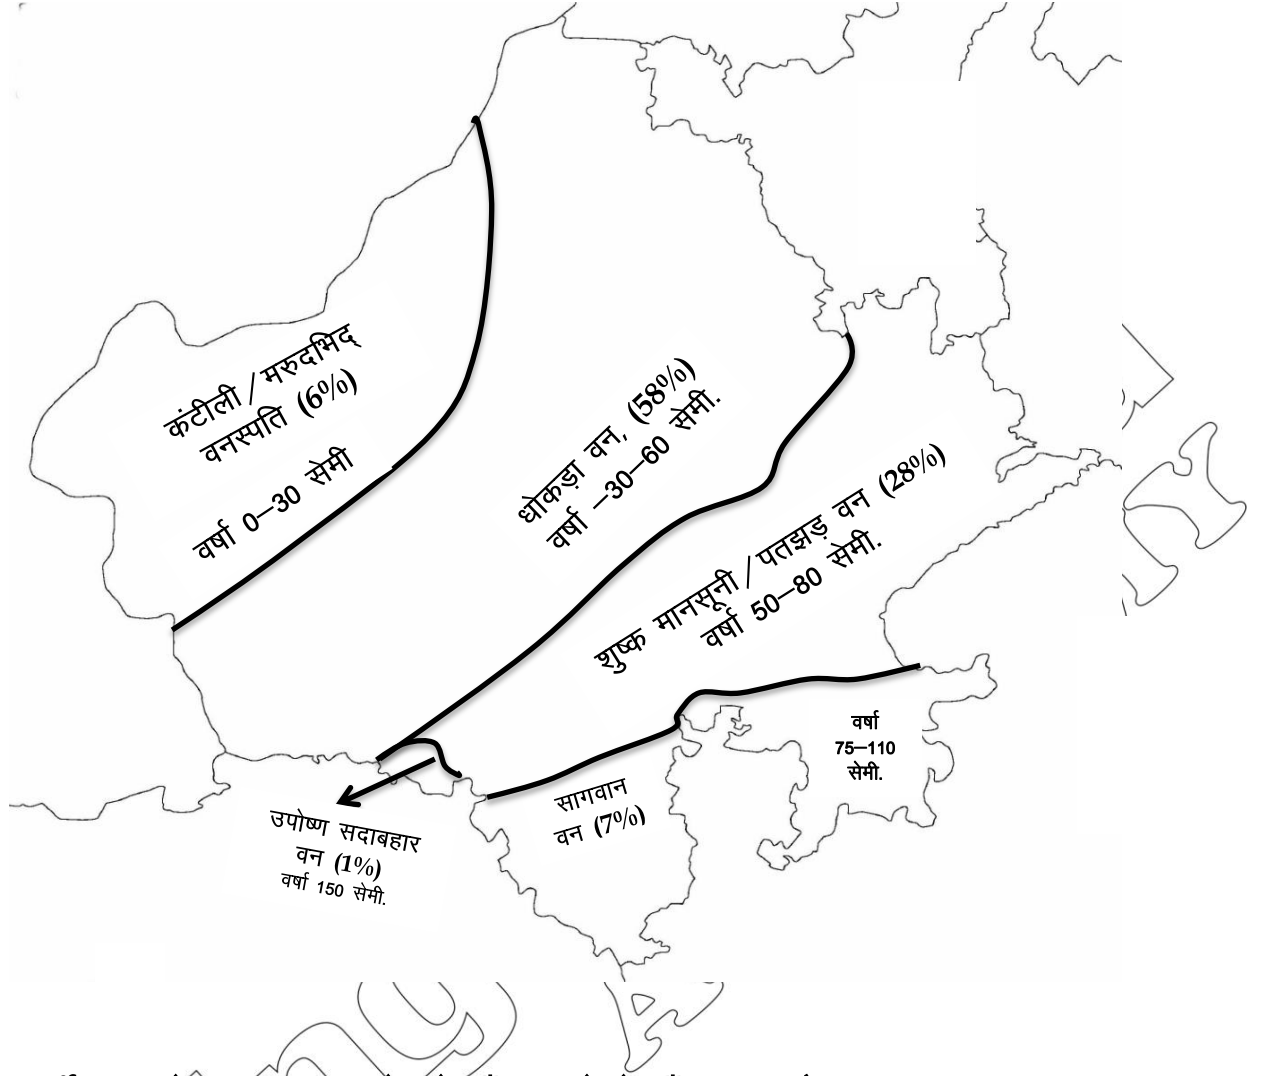 कंटीली / मरुदभिद्
वनस्पति (6%)
वर्षा 0–30 सेमी
धोकड़ा वन, (58%)
वर्षा –30–60 सेमी.
शुष्क मानसूनी / पतझड़ वन (28%)
वर्षा 50–80 सेमी.
वर्षा
75–110
सेमी.
सागवान
वन (7%)
उपोष्ण सदाबहार
वन (1%)
वर्षा 150 सेमी.